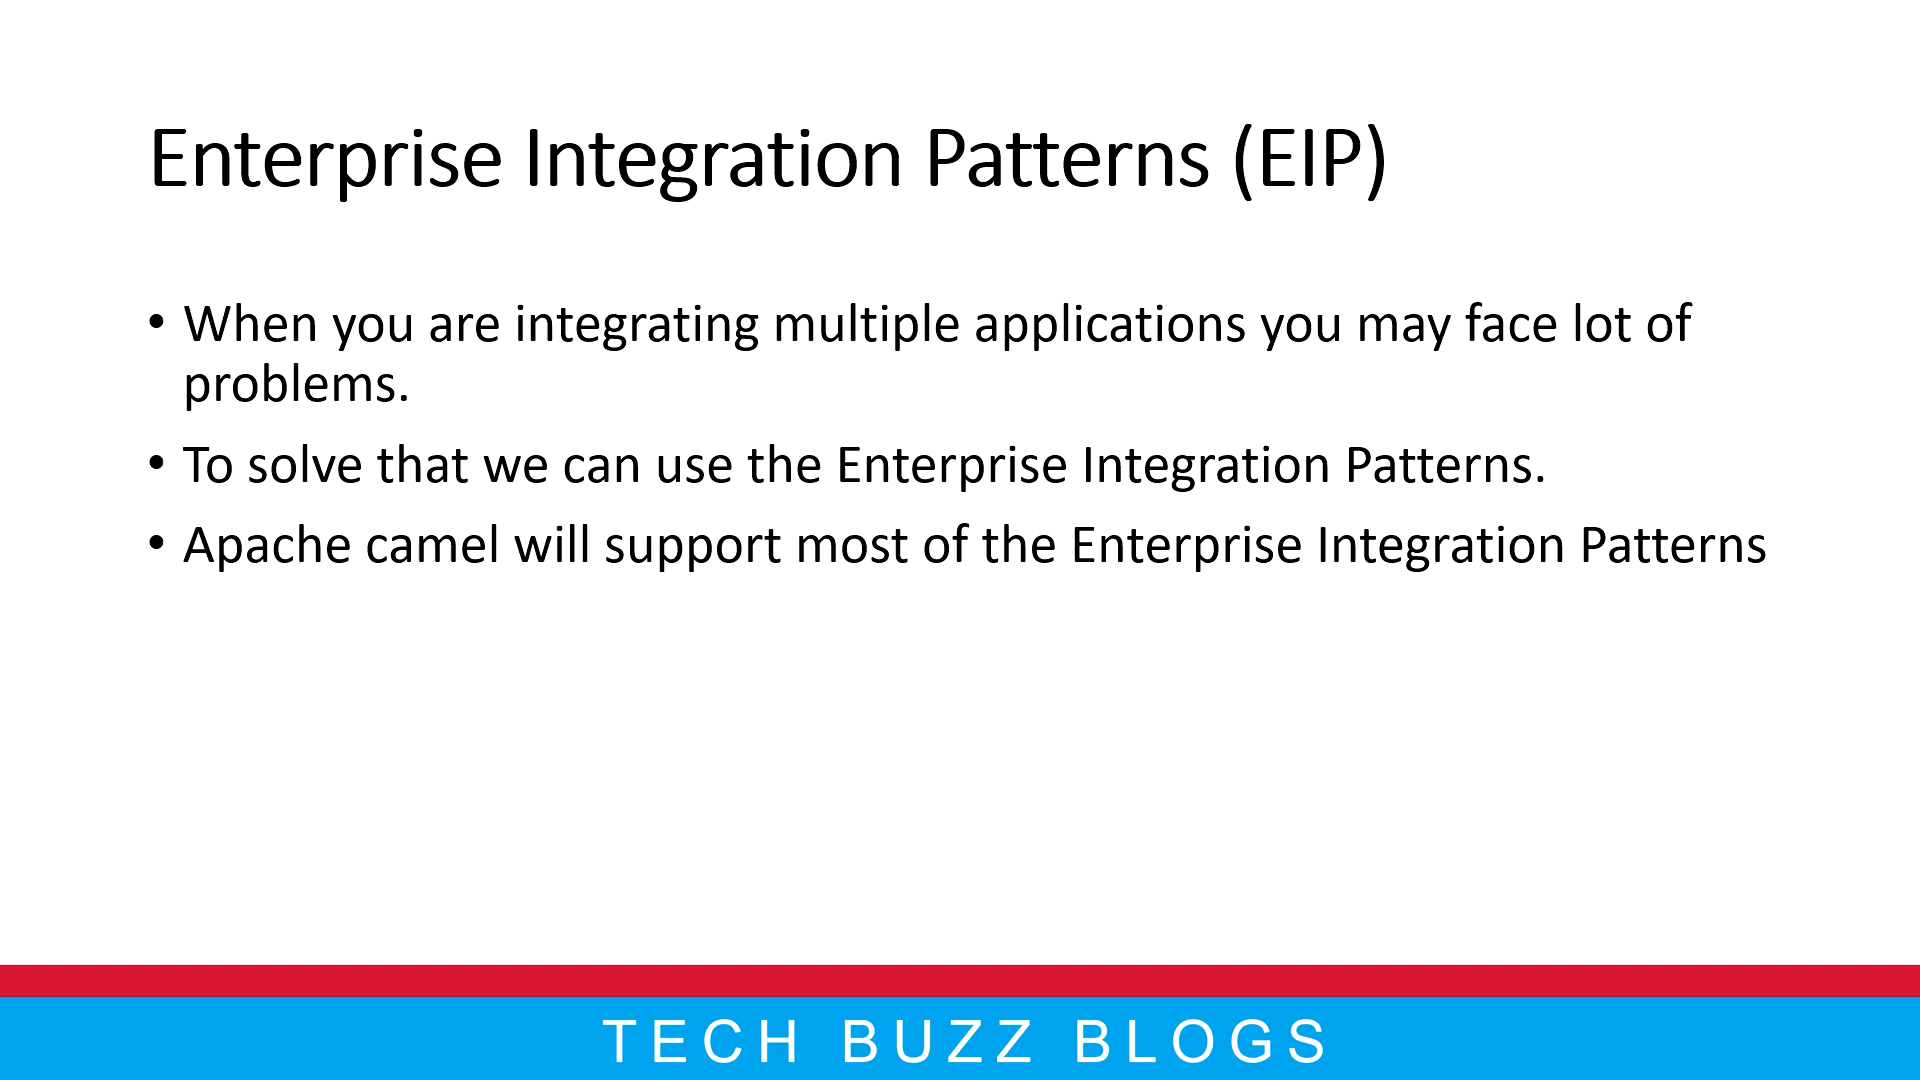 Enterprise Integration Patterns (EIP)
• When you are integrating multiple applications you may face lot of
problems.
• To solve that we can use the Enterprise Integration Patterns.
• Apache camel will support most of the Enterprise Integration Patterns
TECH BUZZ BLOGS